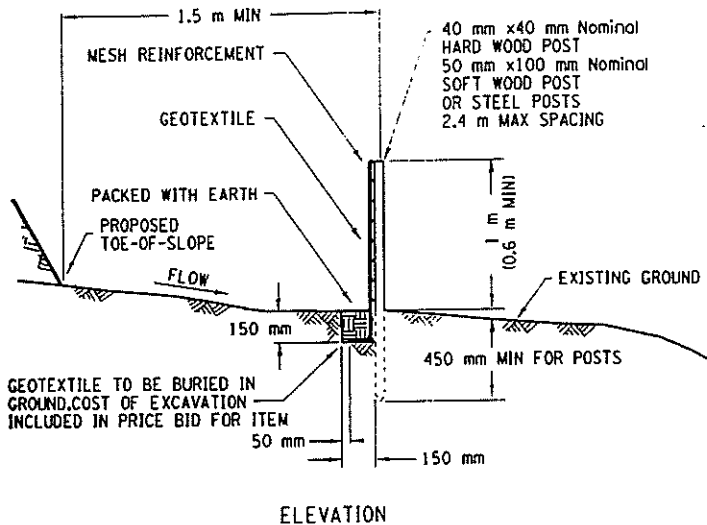 1.5 m MIN
40 mm x40 mm Nominal
HARD WOOD POST
50 mm x100 mm Nominal
SOFT WOOD POST
OR STEEL POSTS
2.4 m MAX SPACING
MESH REINFORCEMENT
GEOTEXTILE
PACKED WITH EARTH
PROPOSED
TOE-OF-SLOPE
FLOW
1 m
(0.6 m MIN)
EXISTING GROUND
150 mm
450 mm MIN FOR POSTS
GEOTEXTILE TO BE BURIED IN
GROUND.COST OF EXCAVATION
INCLUDED IN PRICE BID FOR ITEM
50 mm
150 mm
ELEVATION